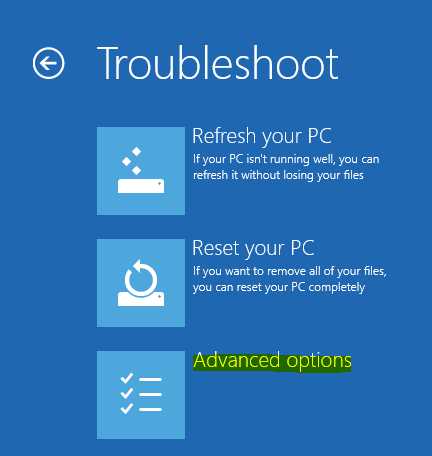 Troubleshoot
Refresh your PC
If your PC isn't running well, you can
refresh it without losing your files
Reset your PC
If you want to remove all of your files,
you can reset your PC completely
Advanced options